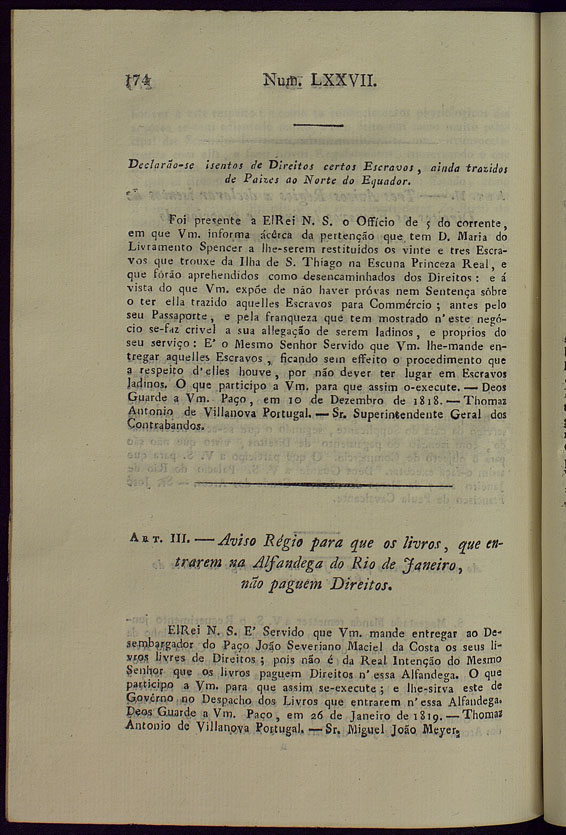 174
Num. LXXVII.
Declarão-se isentos de Direitos certos Escravos, ainda trazidos
de Paizes ao Norte do Equador.
Foi presente a ElRei N. S. o Officio de 5 do corrente,
em que Vm. informa ácêrca da pertenção que tem D. Maria do
Livramento Spencer a lhe-serem restituidos os vinte e tres Escra-
vos que trouxe da Ilha de S. Thiago na Escuna Princeza Real, e
que fôrão aprehendidos como desencaminhados dos Direitos: e á
vista do que Vm. expõe de não haver próvas nem Sentença sôbre
o ter ella trazido aquelles Escravos para Commércio; antes pelo
seu Passaporte, e pela franqueza que tem mostrado n'este negó-
cio se-faz crivel a sua allegação de serem ladinos, e proprios do
seu serviço: E' o Mesmo Senhor Servido que Vm. lhe-mande en-
tregar aquelles Escravos, ficando sem effeito o procedimento que
a respeito d'elles houve, por não dever ter lugar em Escravos
ladinos. O que participo a Vm. para que assim o-execute. — Deos
Guarde a Vm. Paço, em 10 de Dezembro de 1818. — Thomaz
Antonio de Villanova Portugal. — Sr. Superintendente Geral dos
Contrabandos.
ART. III. — Aviso Régio para que os livros, que en-
trarem na Alfandega do Rio de Janeiro,
não paguem Direitos.
ElRei N. S. E' Servido que Vm. mande entregar ao De-
sembargador do Paço João Severiano Maciel da Costa os seus li-
vros livres de Direitos; pois não é da Real Intenção do Mesmo
Senhor que os livros paguem Direitos n'essa Alfandega. O que
participo a Vm. para que assim se-execute; e lhe-sirva este de
Govêrno no Despacho dos Livros que entrarem n'essa Alfandega.
Deos Guarde a Vm. Paço, em 26 de Janeiro de 1819. — Thomaz
Antonio de Villanova Portugal. — Sr. Miguel João Meyer.